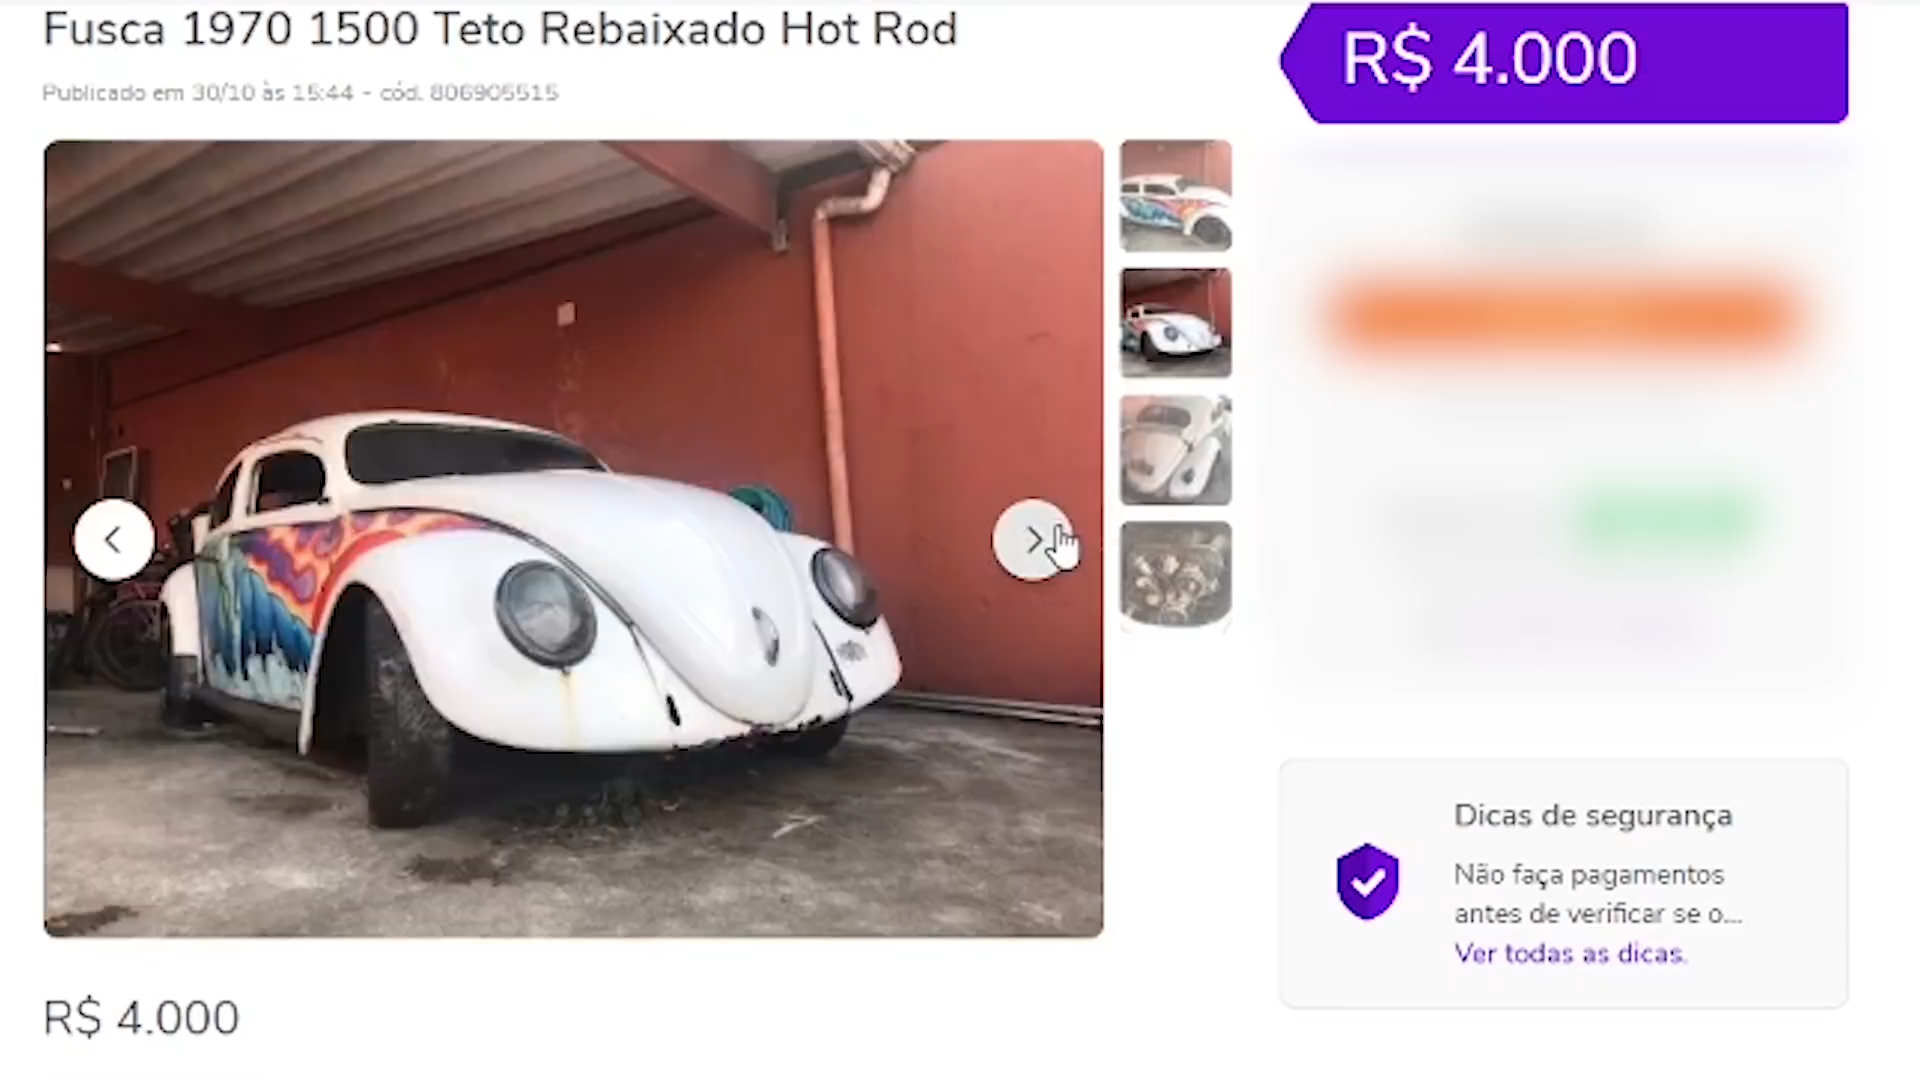 Fusca 1970 1500 Teto Rebaixado Hot Rod
R$ 4.000
Publicado em 30/10 às 15:44 - cód. 806905515
Dicas de segurança
Não faça pagamentos
antes de verificar se o...
Ver todas as dicas.
R$ 4.000